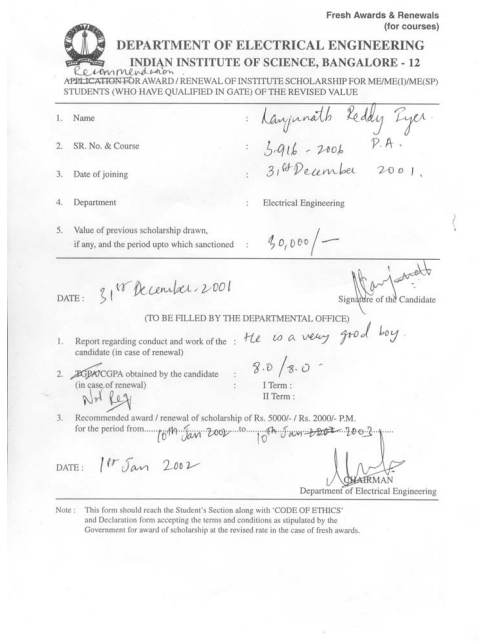 Fresh Awards & Renewals
(for courses)
DEPARTMENT OF ELECTRICAL ENGINEERING
INDIAN INSTITUTE OF SCIENCE, BANGALORE - 12
Recommendation
APPLICATION FOR AWARD / RENEWAL OF INSTITUTE SCHOLARSHIP FOR ME/ME(I)/ME(SP)
STUDENTS (WHO HAVE QUALIFIED IN GATE) OF THE REVISED VALUE
1. Name : Reddy Iyer.
2. SR. No. & Course : - 2006 P.A.
3. Date of joining : 31st December 2001.
4. Department : Electrical Engineering
5. Value of previous scholarship drawn,
if any, and the period upto which sanctioned : 30,000/-
DATE : 31st December - 2001
Signature of the Candidate
(TO BE FILLED BY THE DEPARTMENTAL OFFICE)
1. Report regarding conduct and work of the : He is a very good boy.
candidate (in case of renewal)
2. TGPA/CGPA obtained by the candidate : 8.0 / 8.0 -
(in case of renewal) : I Term :
Not Req II Term :
3. Recommended award / renewal of scholarship of Rs. 5000/- / Rs. 2000/- P.M.
for the period from 10th Jan 2002 to 10th Jan 2003
DATE : 1st Jan 2002
CHAIRMAN
Department of Electrical Engineering
Note : This form should reach the Student's Section along with 'CODE OF ETHICS'
and Declaration form accepting the terms and conditions as stipulated by the
Government for award of scholarship at the revised rate in the case of fresh awards.